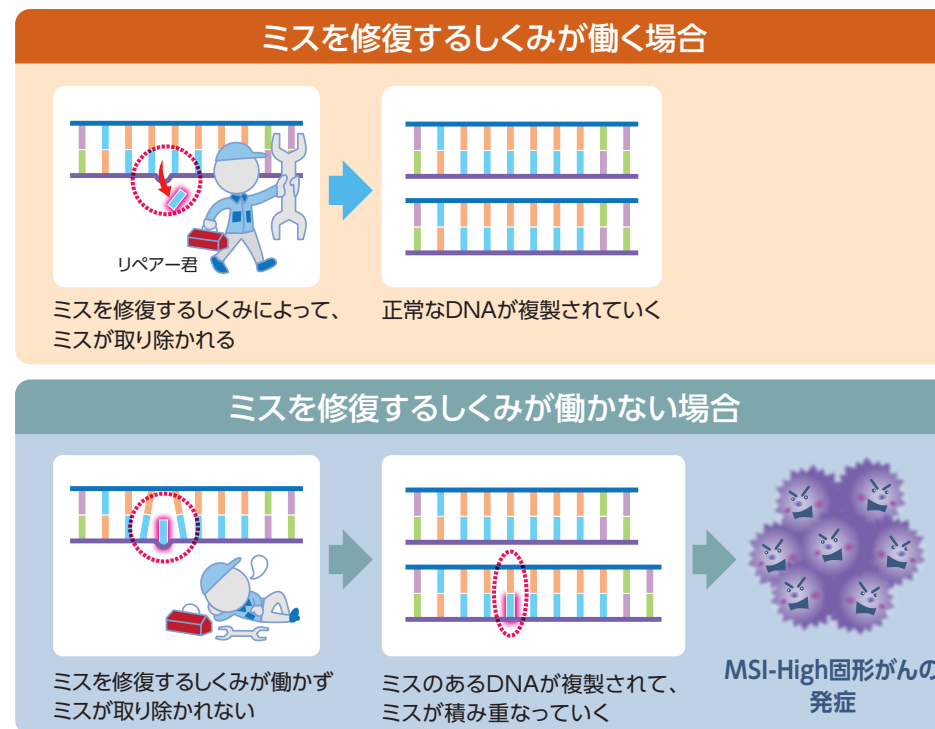 ミスを修復するしくみが働く場合
リペアー君
ミスを修復するしくみによって、
ミスが取り除かれる
正常なDNAが複製されていく
ミスを修復するしくみが働かない場合
ミスを修復するしくみが働かず
ミスが取り除かれない
ミスのあるDNAが複製されて、
ミスが積み重なっていく
MSI-High固形がんの
発症